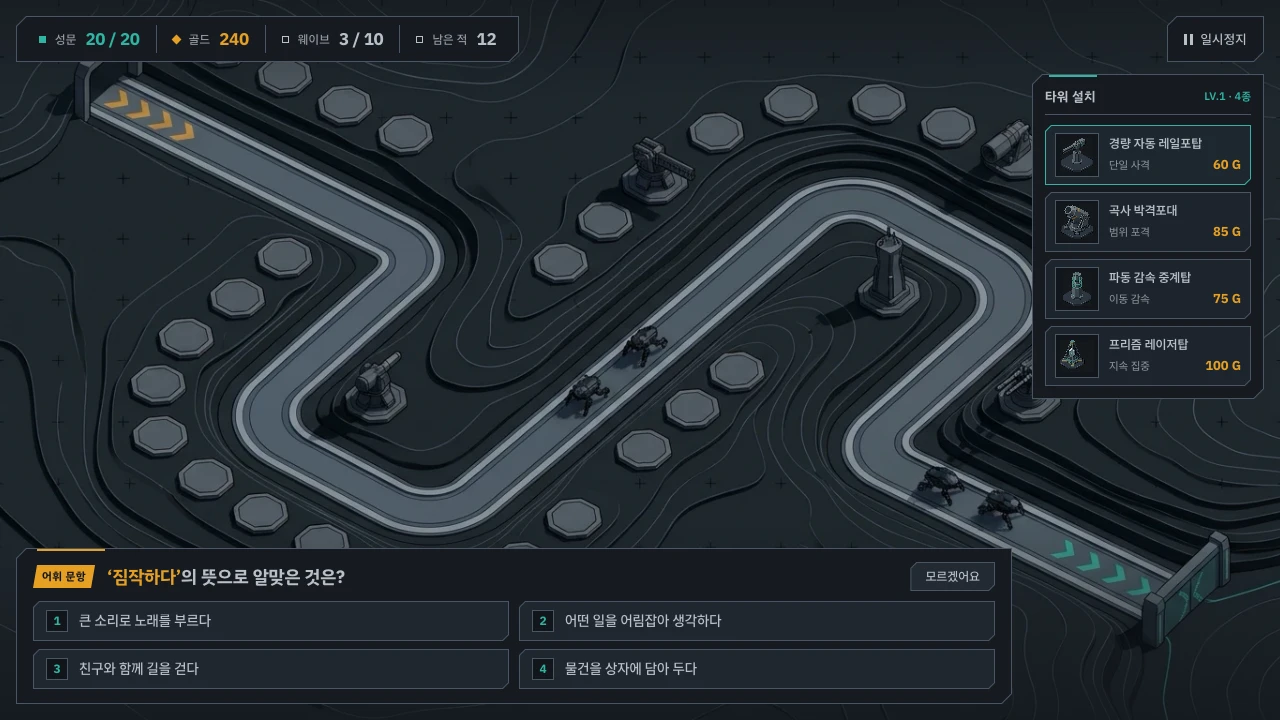 성문 20 / 20 골드 240 웨이브 3 / 10 남은 적 12
일시정지
타워 설치 LV.1 · 4종
경량 자동 레일포탑
단일 사격 60 G
곡사 박격포대
범위 포격 85 G
파동 감속 중계탑
이동 감속 75 G
프리즘 레이저탑
지속 집중 100 G
어휘 문항 ‘짐작하다’의 뜻으로 알맞은 것은? 모르겠어요
1 큰 소리로 노래를 부르다
2 어떤 일을 어림잡아 생각하다
3 친구와 함께 길을 걷다
4 물건을 상자에 담아 두다